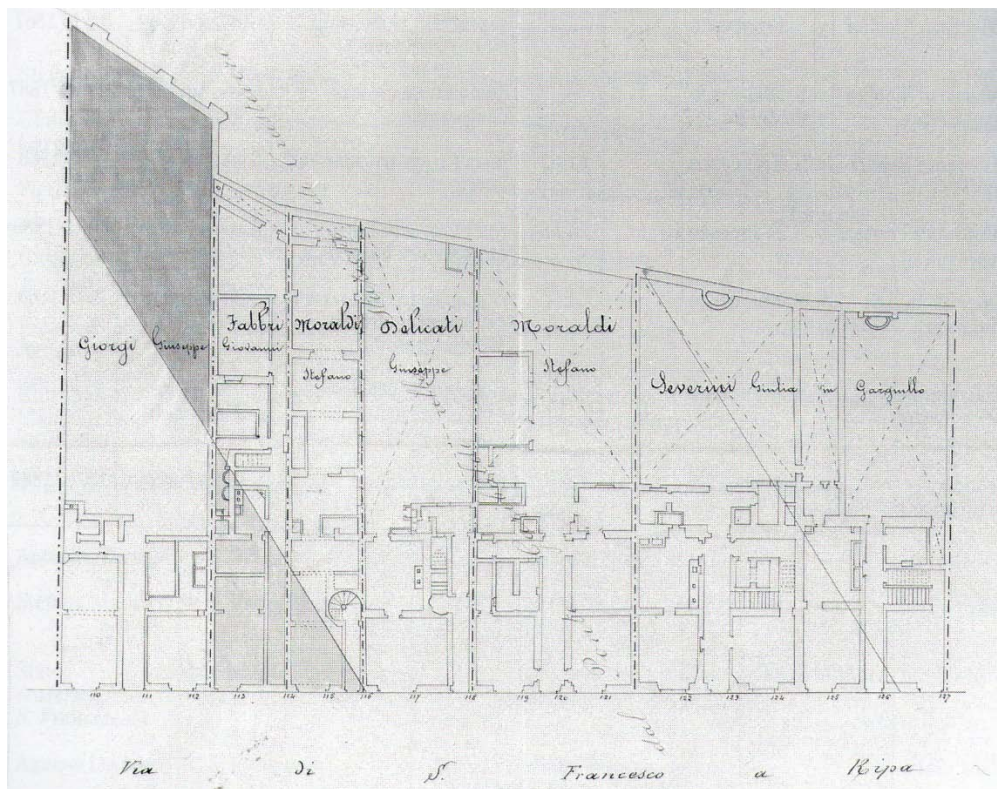 Fabbri Moraldi Delicati Moraldi
Giorgi Giuseppe Giovanni
Stefano Giuseppe Stefano
Severini Giulia in Gargiullo
110 111 112 113 114 115 116 117 118 119 120 121 122 123 124 125 126 127
Via di S. Francesco a Ripa